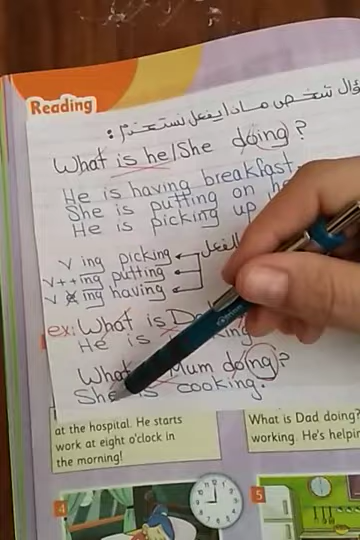 Reading
سؤال شخص ماذا يفعل نستخدم :
What is he/She doing ?
He is having breakfast.
She is putting on
He is picking up
الفعل
V ing picking
V++ing putting
V ing having
ex: What is
He is
What Mum doing?
She is cooking.
at the hospital. He starts
work at eight o'clock in
the morning!
What is Dad doing?
working. He's
4
5